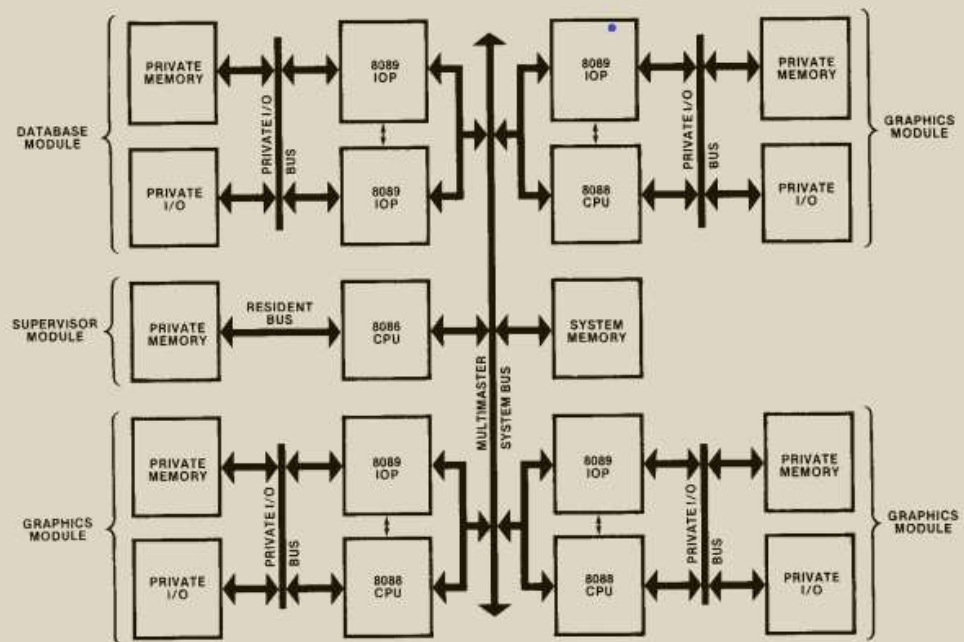 DATABASE
MODULE
PRIVATE
MEMORY
PRIVATE
I/O
PRIVATE I/O
BUS
8089
IOP
8089
IOP
8089
IOP
8088
CPU
PRIVATE I/O
BUS
PRIVATE
MEMORY
PRIVATE
I/O
GRAPHICS
MODULE
SUPERVISOR
MODULE
PRIVATE
MEMORY
RESIDENT
BUS
8086
CPU
MULTIMASTER
SYSTEM BUS
SYSTEM
MEMORY
GRAPHICS
MODULE
PRIVATE
MEMORY
PRIVATE
I/O
PRIVATE I/O
BUS
8089
IOP
8088
CPU
8089
IOP
8088
CPU
PRIVATE I/O
BUS
PRIVATE
MEMORY
PRIVATE
I/O
GRAPHICS
MODULE